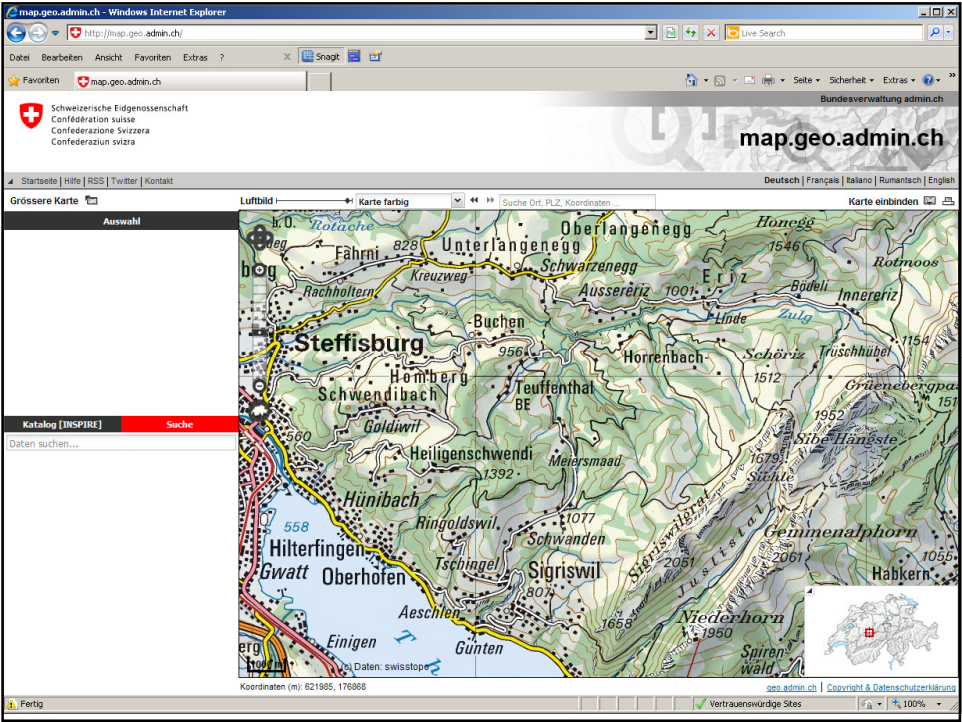 map.geo.admin.ch - Windows Internet Explorer
http://map.geo.admin.ch/
Live Search
Datei Bearbeiten Ansicht Favoriten Extras ?
X Snagit
Favoriten
map.geo.admin.ch
Seite Sicherheit Extras
Bundesverwaltung admin.ch
Schweizerische Eidgenossenschaft
Confédération suisse
Confederazione Svizzera
Confederaziun svizra
map.geo.admin.ch
Startseite | Hilfe | RSS | Twitter | Kontakt
Deutsch | Français | Italiano | Rumantsch | English
Grössere Karte
Luftbild
Karte farbig
Suche Ort, PLZ, Koordinaten ...
Karte einbinden
Auswahl
b.O.
Rotache
Oberlangenegg
Honegg
Fahrni
828
Unterlangenegg
1546
Rotmoos
Kreuzweg
Schwarzenegg
Eriz
Rachholtern
Ausserériz
1001
Bödeli
Innereriz
Buchen
Linde
Zulg
Steffisburg
956
Horrenbach-
Schöriz
Trüschhübel
1154
Homberg
Teuffenthal
BE
1512
Grüenebergpa
151
Schwendibach
Goldiwil
1952
560
Sibe Hängste
Heiligenschwendi
Meiersmaad
1679
1392
Sichle
Hünibach
Sigriswilgrat
Justistal
558
Ringoldswil
1077
Schwanden
Gemmenalphorn
Hilterfingen
Tschingel
2051
2061
1055
Gwatt
Oberhofen
Sigriswil
Habkern
807
Aeschlen
1658
Niederhorn
1950
Einigen
Gunten
Spiren
wald
1000 m
(c) Daten: swisstopo
Katalog [INSPIRE]
Suche
Daten suchen...
Koordinaten (m): 621985, 176868
geo.admin.ch | Copyright & Datenschutzerklärung
Fertig
Vertrauenswürdige Sites
100%